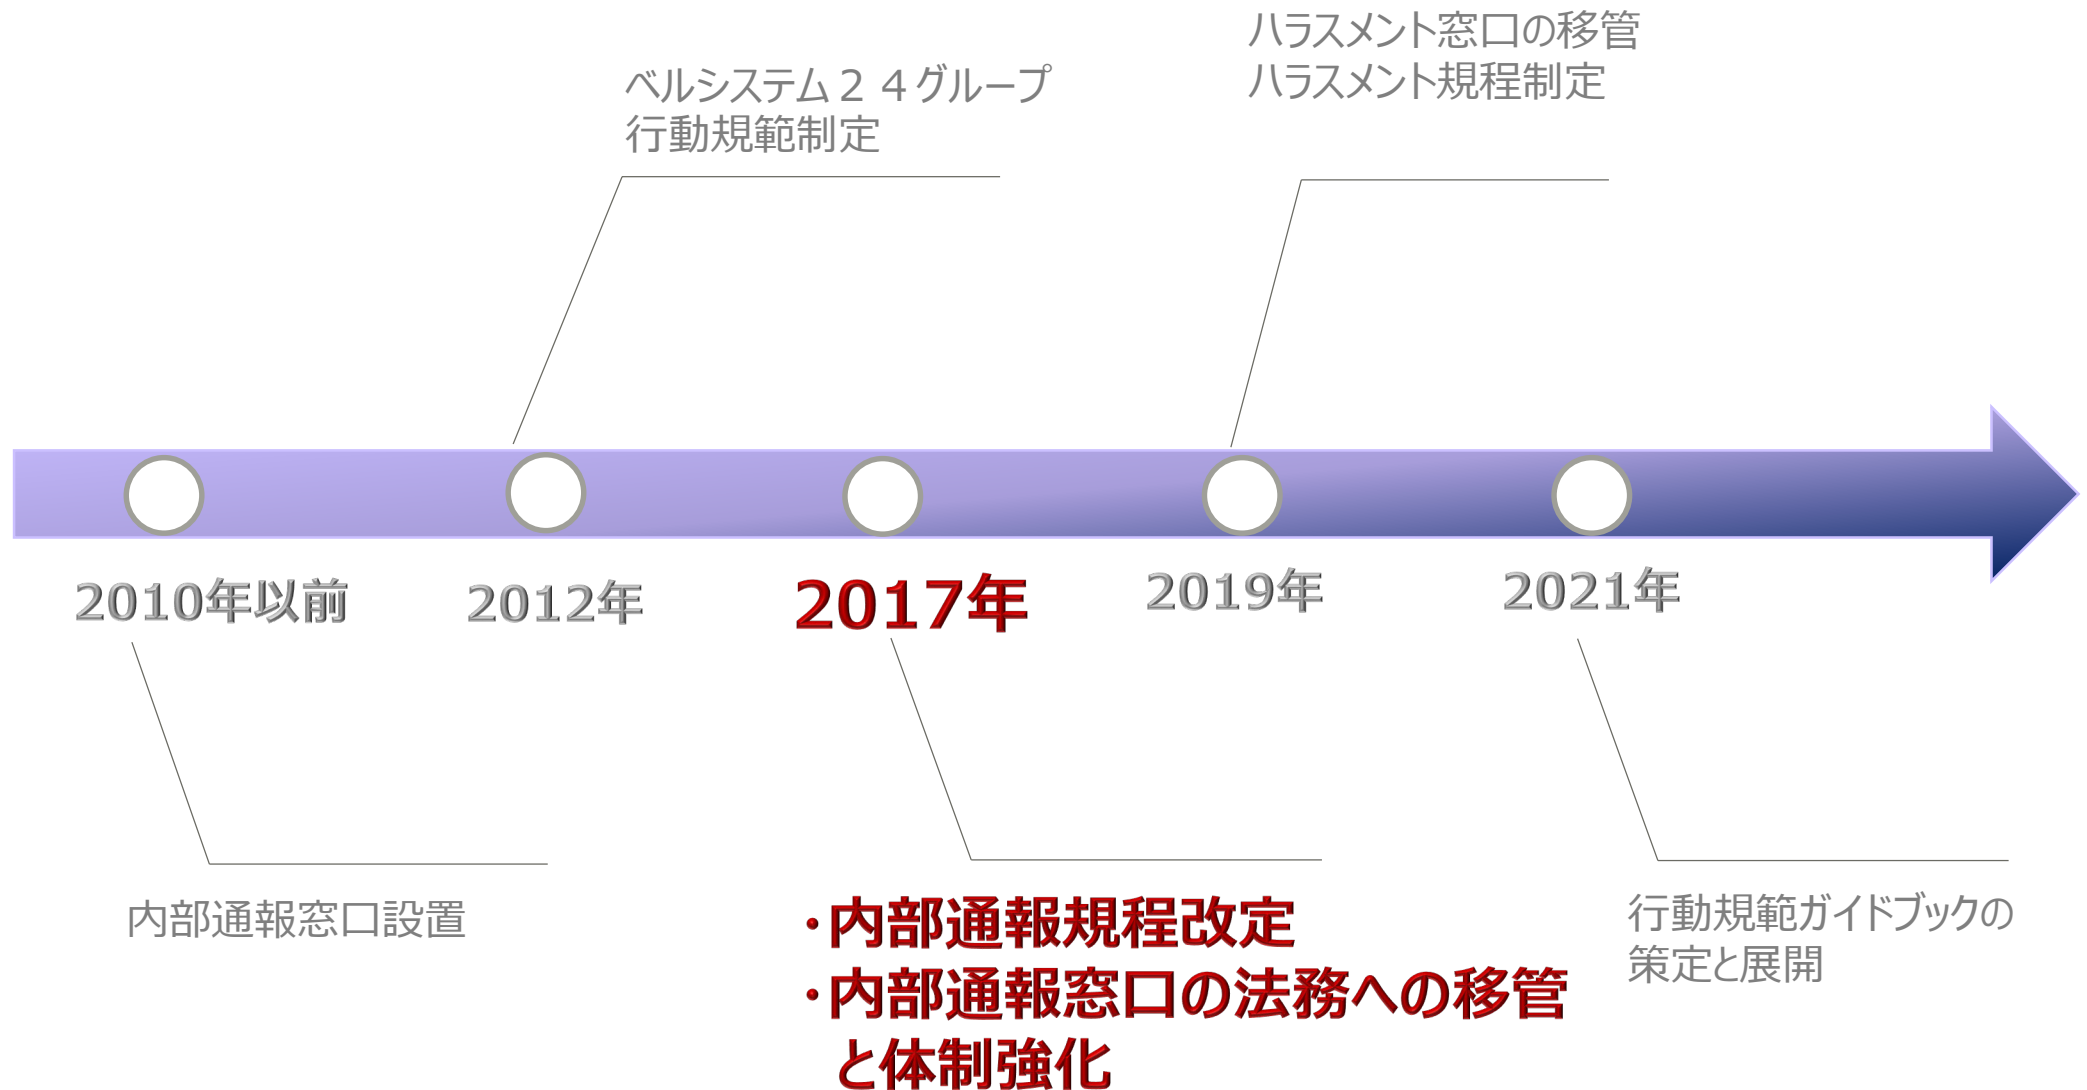 ハラスメント窓口の移管
ハラスメント規程制定
ベルシステム２４グループ
行動規範制定
2010年以前
2012年
2017年
2019年
2021年
内部通報窓口設置
・内部通報規程改定
・内部通報窓口の法務への移管
と体制強化
行動規範ガイドブックの
策定と展開